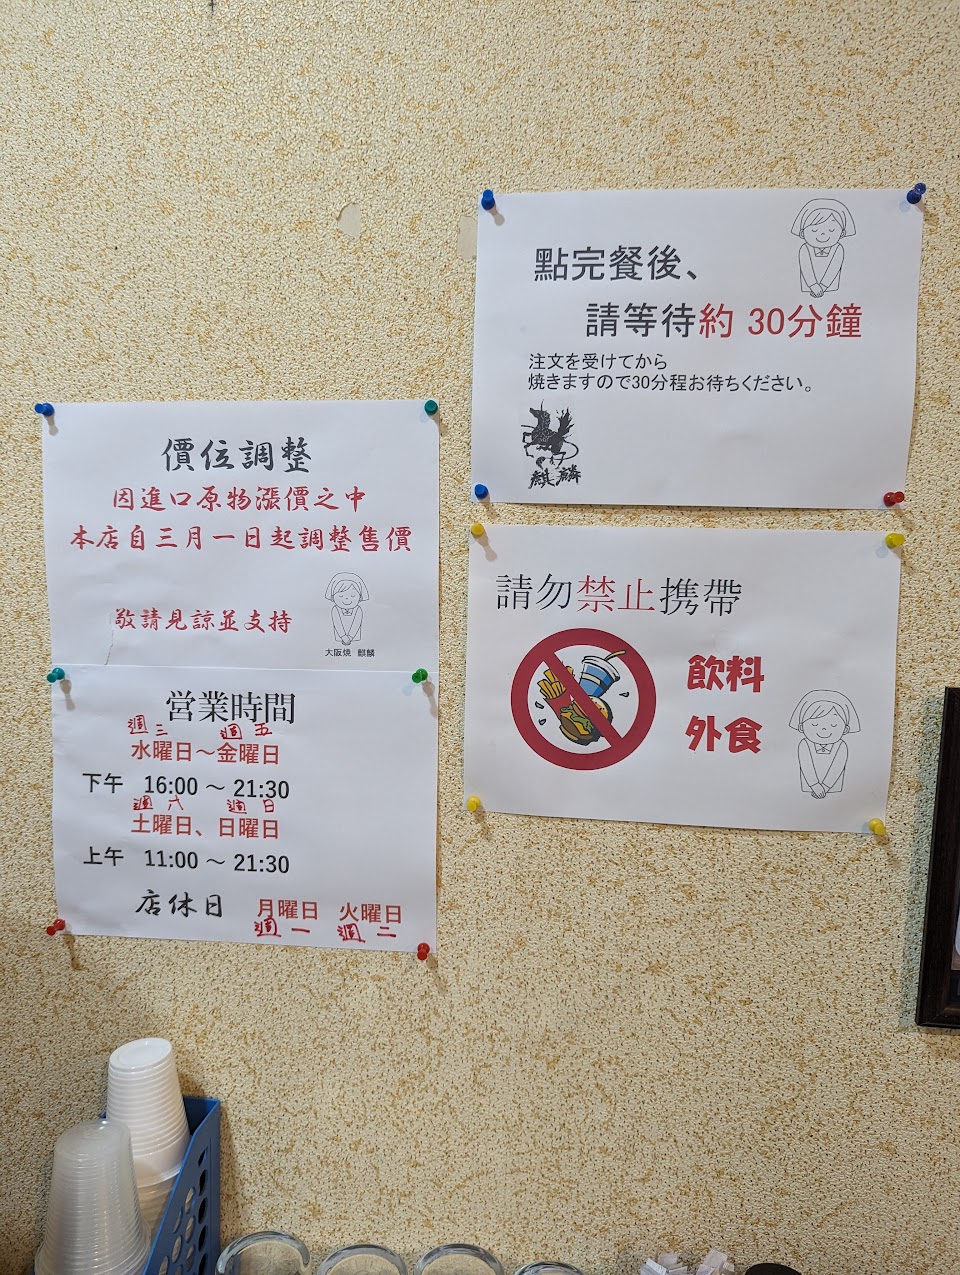 價位調整
因進口原物漲價之中
本店自三月一日起調整售價
敬請見諒並支持
大阪燒 麒麟
営業時間
週三 週五
水曜日～金曜日
下午 16:00 ～ 21:30
週六 週日
土曜日、日曜日
上午 11:00 ～ 21:30
店休日 月曜日 火曜日
週一 週二
點完餐後、
請等待約 30分鐘
注文を受けてから
焼きますので30分程お待ちください。
麒麟
請勿禁止携帶
飲料
外食